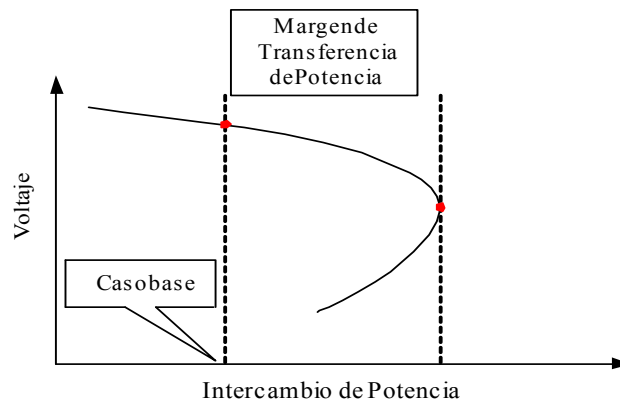 Margende
Transferencia
dePotencia
Voltaje
Casobase
Intercambio de Potencia